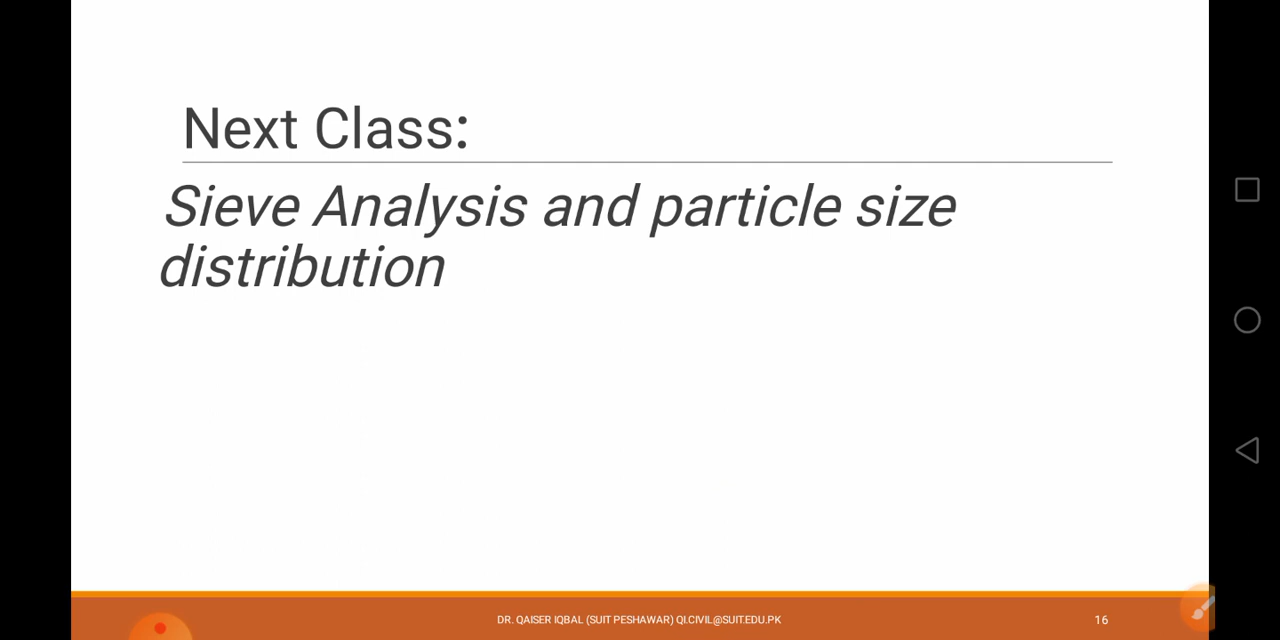 Next Class:
Sieve Analysis and particle size
distribution
DR. QAISER IQBAL (SUIT PESHAWAR) QI.CIVIL@SUIT.EDU.PK
16